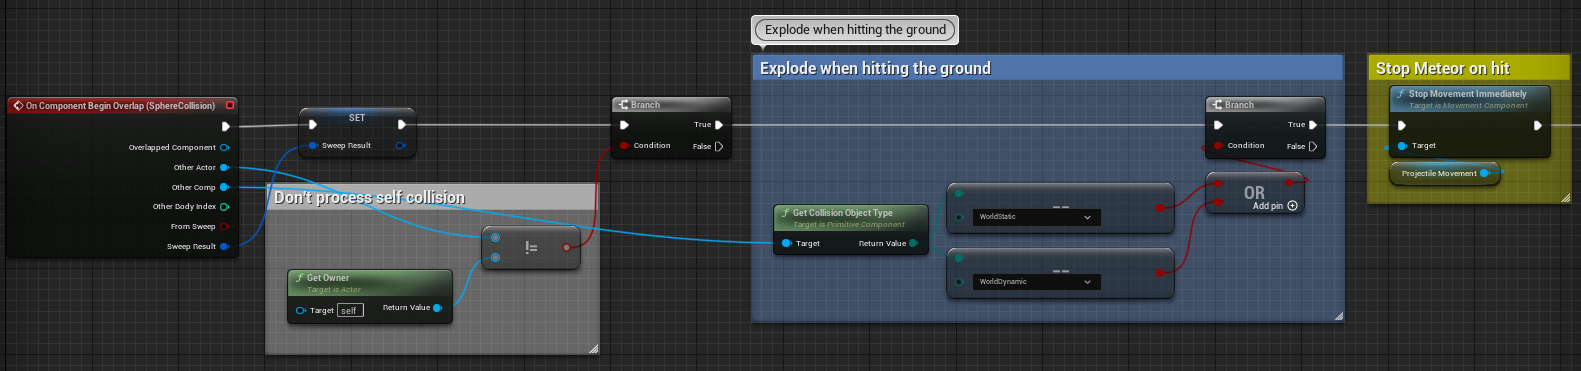 Explode when hitting the ground
Explode when hitting the ground
Stop Meteor on hit
On Component Begin Overlap (SphereCollision)
Overlapped Component
Other Actor
Other Comp
Other Body Index
From Sweep
Sweep Result
SET
Sweep Result
Don't process self collision
Get Owner
Target is Actor
Target
self
Return Value
!=
Branch
True
Condition
False
Get Collision Object Type
Target is Primitive Component
Target
Return Value
==
WorldStatic
==
WorldDynamic
Branch
True
Condition
False
OR
Add pin
Stop Movement Immediately
Target is Movement Component
Target
Projectile Movement